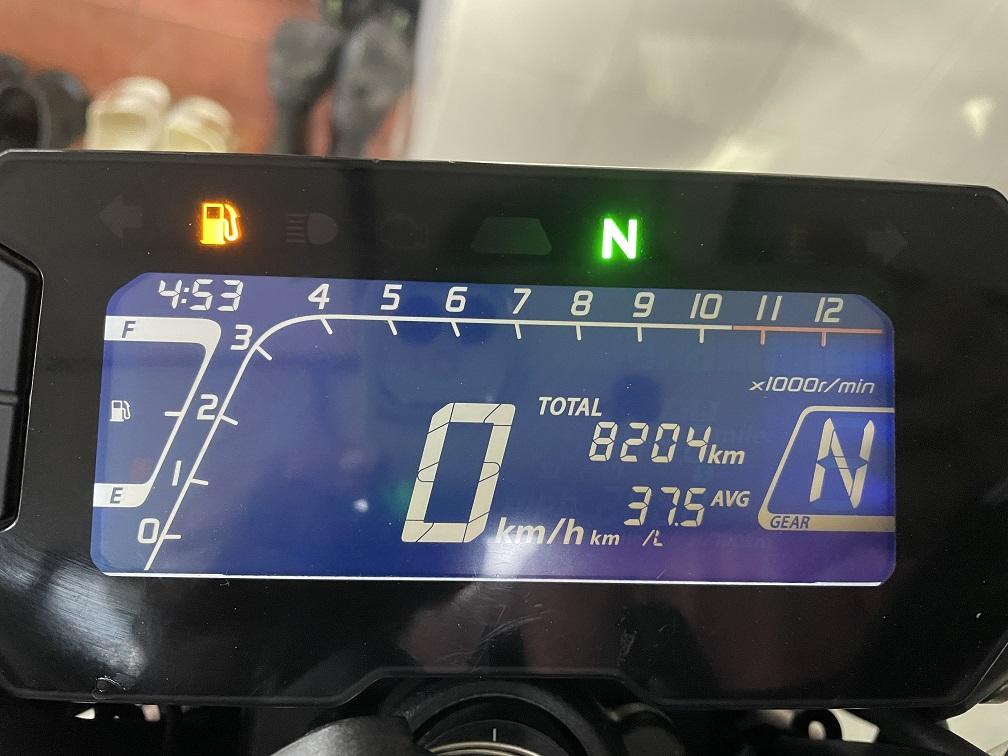 N
4:53
4 5 6 7 8 9 10 11 12
F
3
x1000r/min
2
TOTAL
8204km
N
1
37.5 AVG
E
GEAR
0
0 km/h km/L